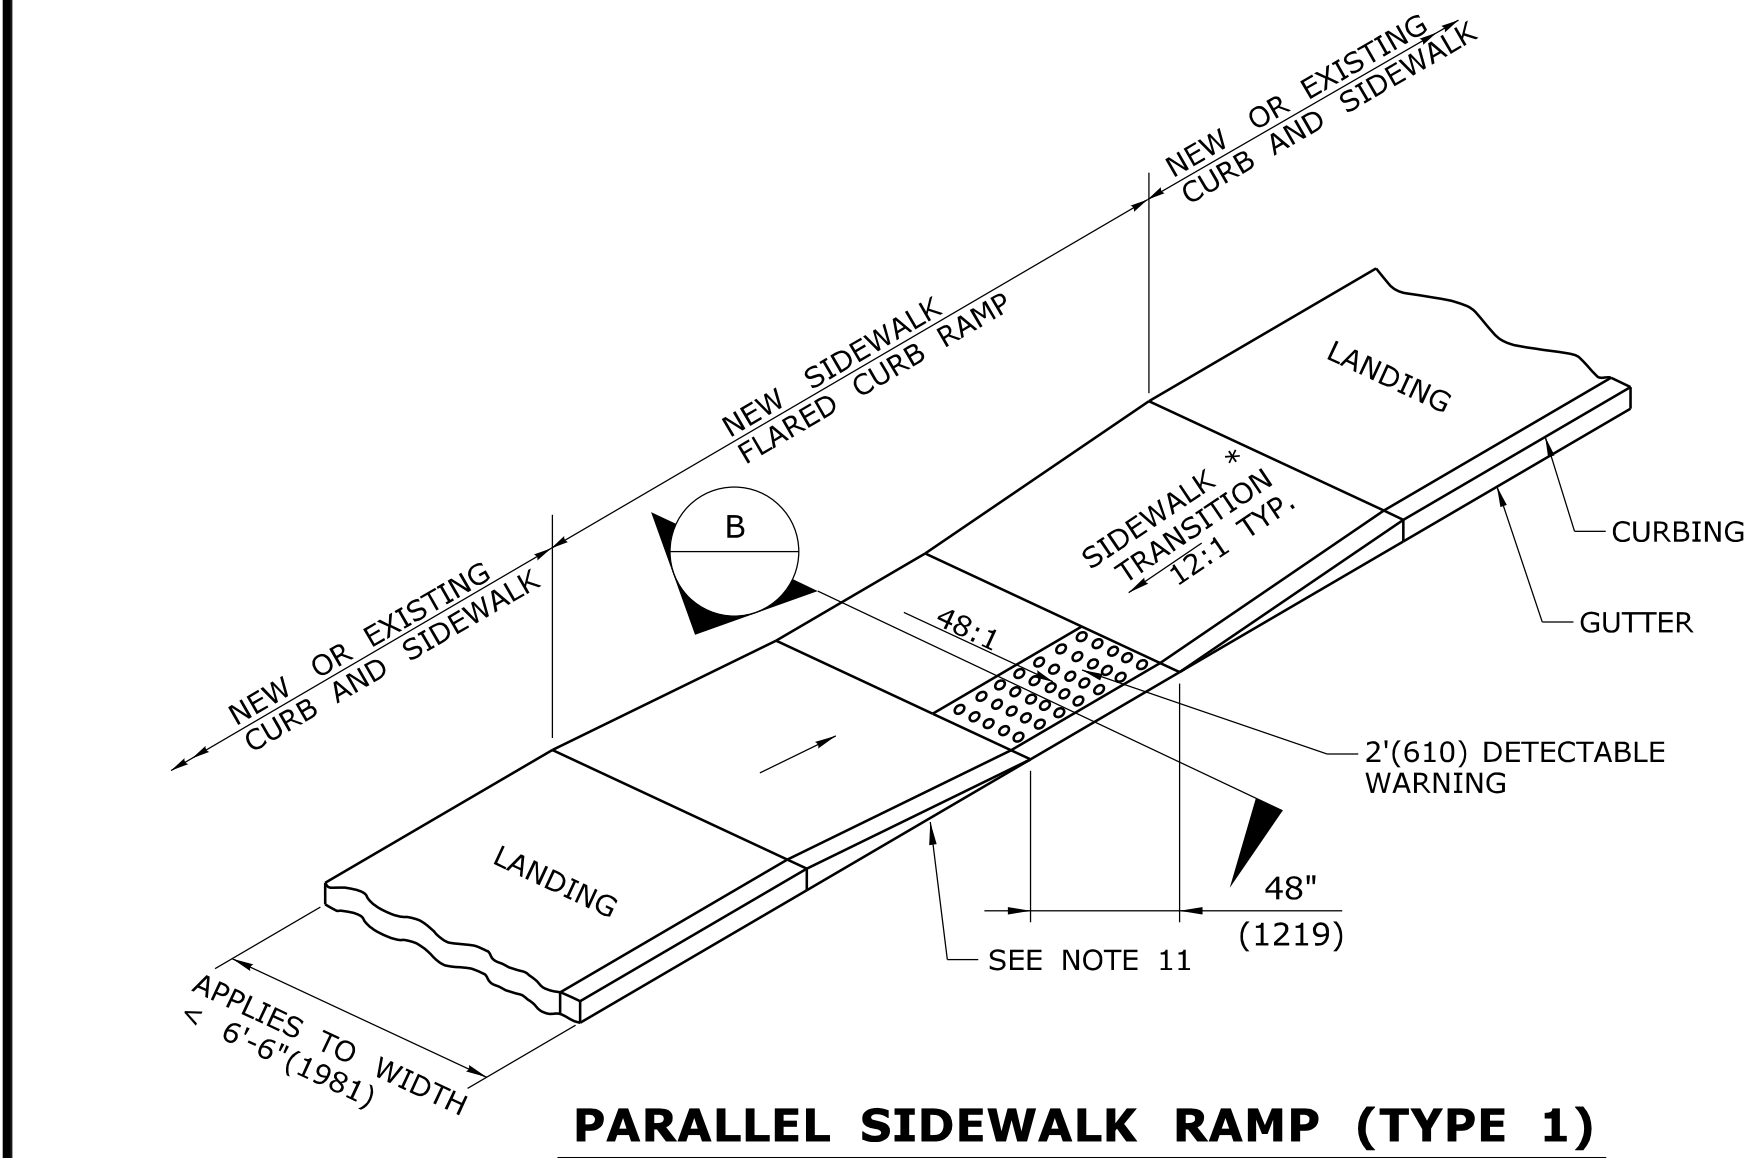 NEW OR EXISTING
CURB AND SIDEWALK
NEW SIDEWALK
FLARED CURB RAMP
LANDING
B
SIDEWALK *
TRANSITION
12:1 TYP.
CURBING
NEW OR EXISTING
CURB AND SIDEWALK
48:1
GUTTER
2'(610) DETECTABLE
WARNING
LANDING
48"
(1219)
SEE NOTE 11
APPLIES TO WIDTH
< 6'-6"(1981)
PARALLEL SIDEWALK RAMP (TYPE 1)